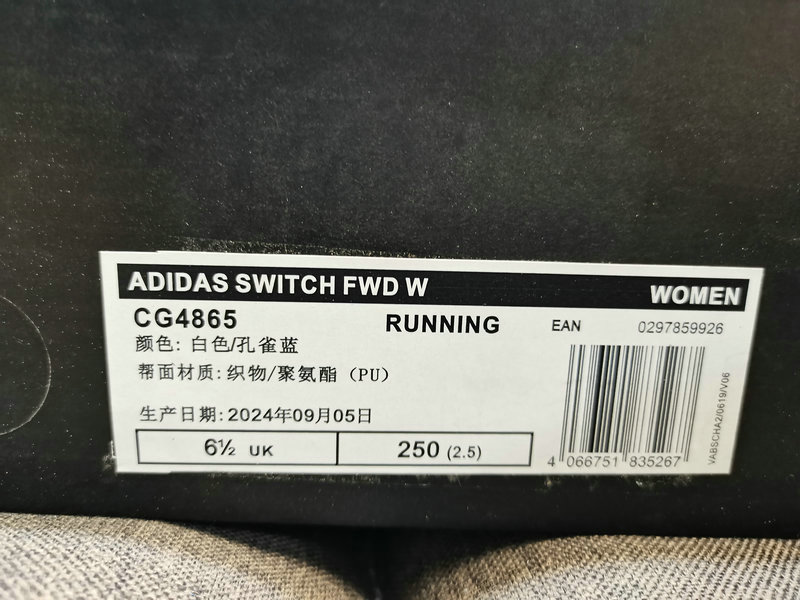 ADIDAS SWITCH FWD W
WOMEN
CG4865
RUNNING
EAN
0297859926
颜色: 白色/孔雀蓝
帮面材质: 织物/聚氨酯（PU）
生产日期: 2024年09月05日
6½ UK
250 (2.5)
4 066751 835267
VABSCHA2/0619/V06